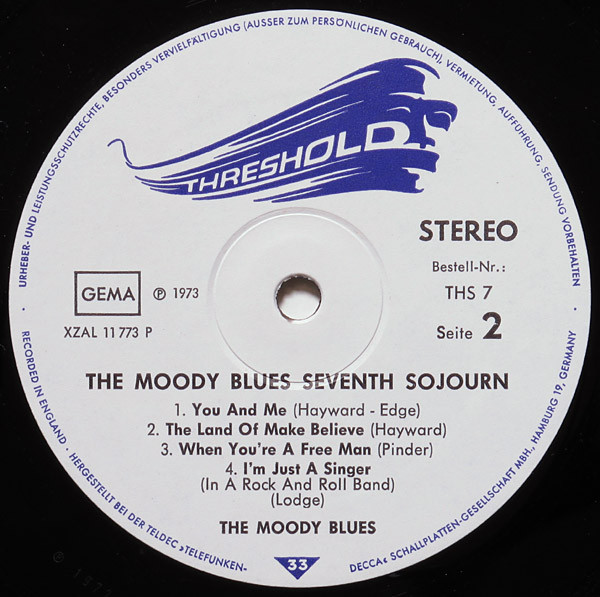 URHEBER- UND LEISTUNGSSCHUTZRECHTE, BESONDERS VERVIELFÄLTIGUNG (AUSSER ZUM PERSÖNLICHEN GEBRAUCH), VERMIETUNG, AUFFÜHRUNG, SENDUNG VORBEHALTEN
THRESHOLD
STEREO
Bestell-Nr.:
THS 7
Seite 2
GEMA ℗ 1973
XZAL 11 773 P
THE MOODY BLUES SEVENTH SOJOURN
1. You And Me (Hayward - Edge)
2. The Land Of Make Believe (Hayward)
3. When You're A Free Man (Pinder)
4. I'm Just A Singer
(In A Rock And Roll Band)
(Lodge)
THE MOODY BLUES
33
RECORDED IN ENGLAND · HERGESTELLT BEI DER TELDEC »TELEFUNKEN-DECCA« SCHALLPLATTEN-GESELLSCHAFT MBH., HAMBURG 19, GERMANY